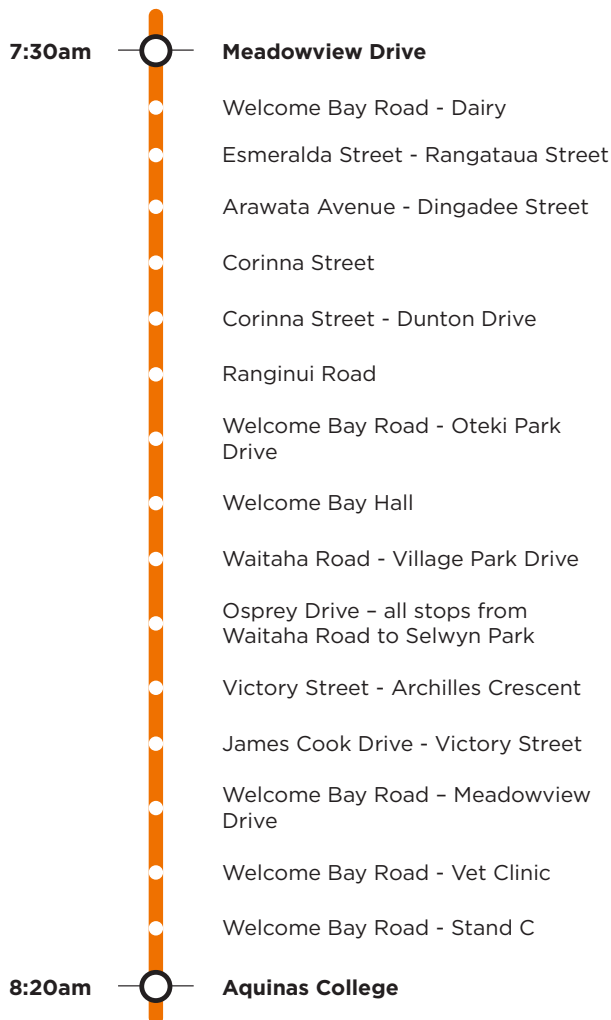 7:30am Meadowview Drive
Welcome Bay Road - Dairy
Esmeralda Street - Rangataua Street
Arawata Avenue - Dingadee Street
Corinna Street
Corinna Street - Dunton Drive
Ranginui Road
Welcome Bay Road - Oteki Park
Drive
Welcome Bay Hall
Waitaha Road - Village Park Drive
Osprey Drive – all stops from
Waitaha Road to Selwyn Park
Victory Street - Archilles Crescent
James Cook Drive - Victory Street
Welcome Bay Road – Meadowview
Drive
Welcome Bay Road - Vet Clinic
Welcome Bay Road - Stand C
8:20am Aquinas College